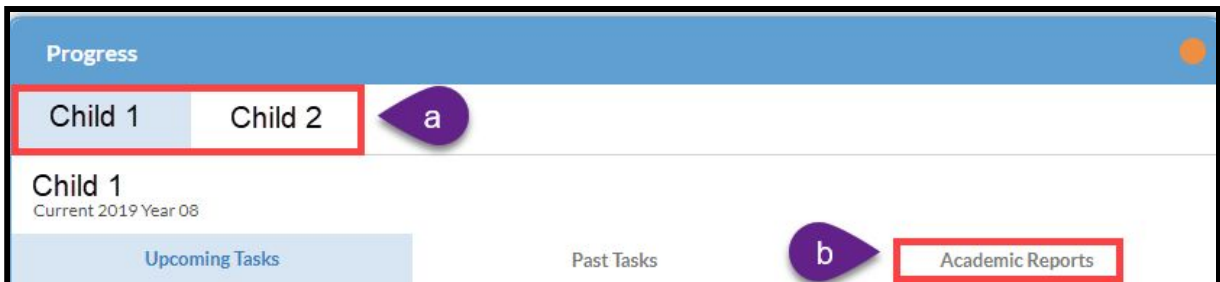 Progress
Child 1 Child 2 a
Child 1
Current 2019 Year 08
Upcoming Tasks Past Tasks b Academic Reports